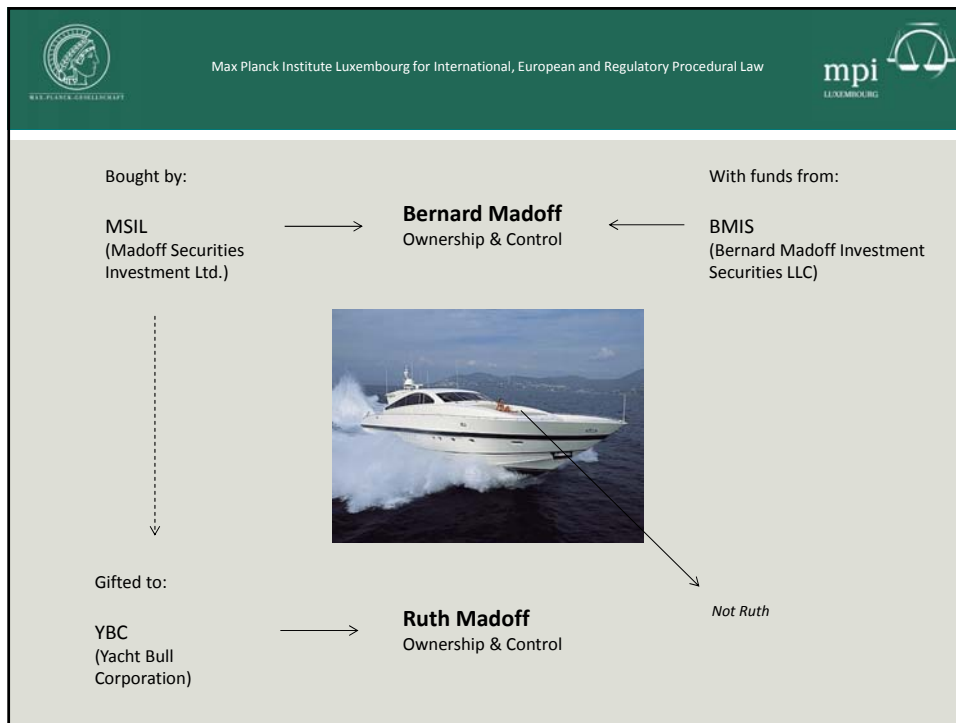 MAX-PLANCK-GESELLSCHAFT
Max Planck Institute Luxembourg for International, European and Regulatory Procedural Law
mpi
LUXEMBOURG
Bought by:
MSIL
(Madoff Securities
Investment Ltd.)
Bernard Madoff
Ownership & Control
With funds from:
BMIS
(Bernard Madoff Investment
Securities LLC)
Gifted to:
YBC
(Yacht Bull
Corporation)
Ruth Madoff
Ownership & Control
Not Ruth